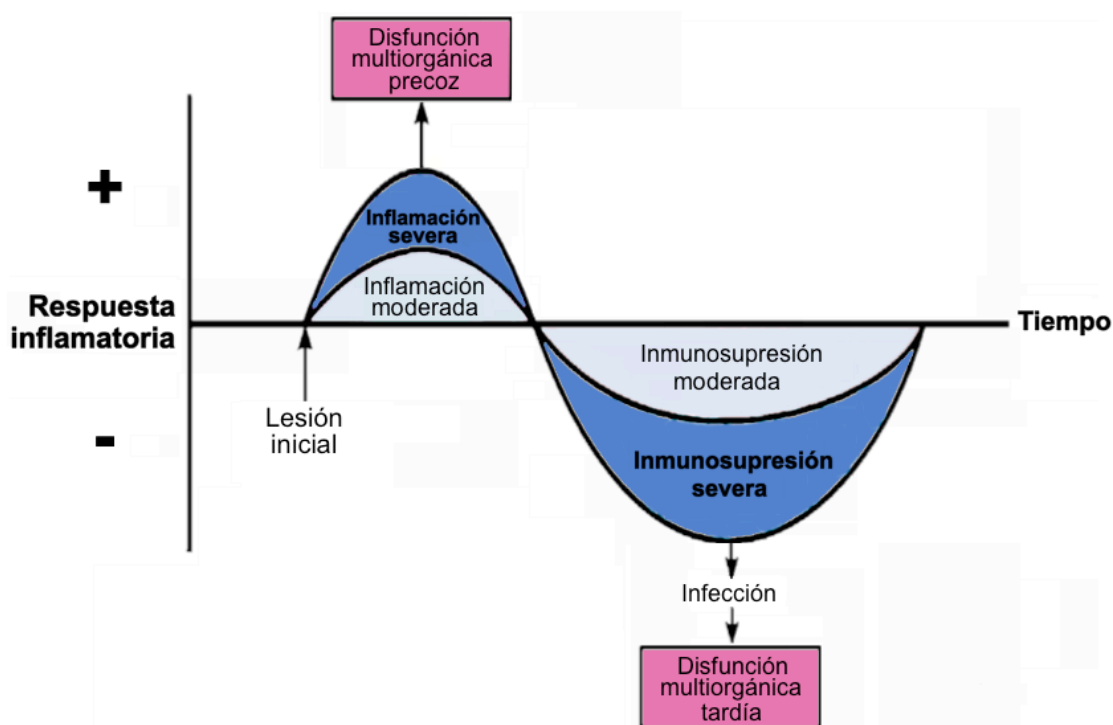 Disfunción
multiorgánica
precoz
+
Inflamación
severa
Inflamación
moderada
Respuesta
inflamatoria
Tiempo
Inmunosupresión
moderada
-
Lesión
inicial
Inmunosupresión
severa
Infección
Disfunción
multiorgánica
tardía